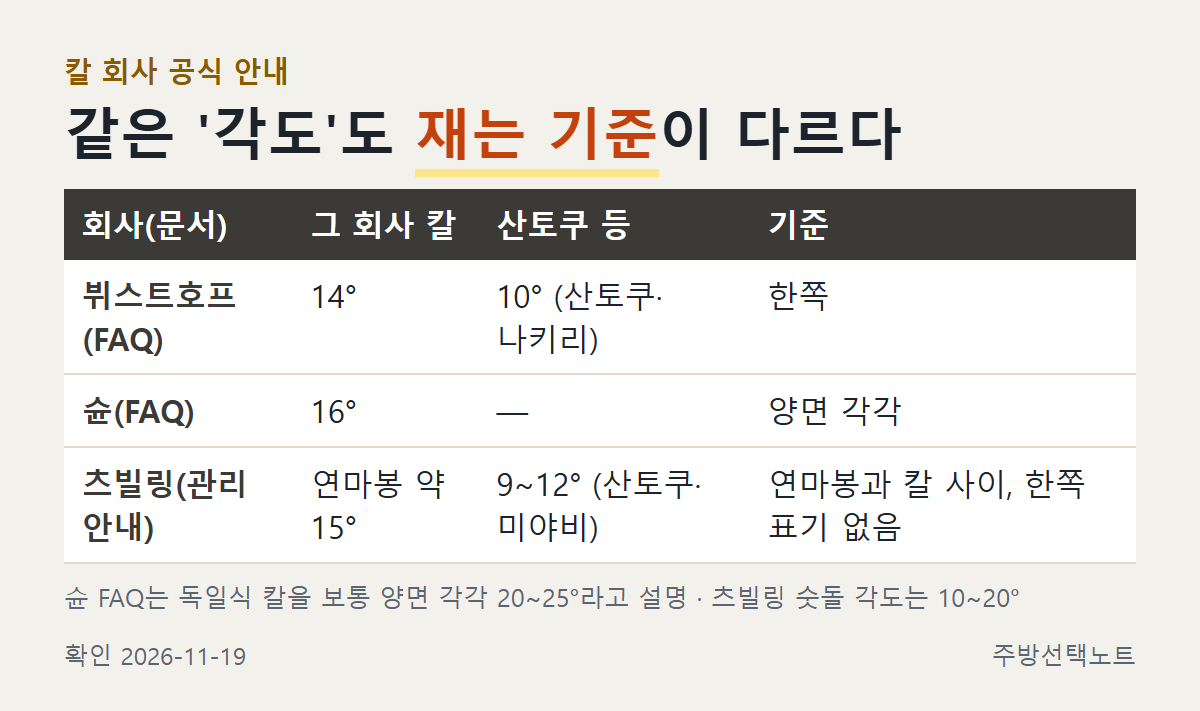 칼 회사 공식 안내
같은 '각도'도 재는 기준이 다르다
회사(문서) 그 회사 칼 산토쿠 등 기준
뷔스트호프 14° 10° (산토쿠· 한쪽
(FAQ) 나키리)
슌(FAQ) 16° — 양면 각각
츠빌링(관리 연마봉 약 9~12° (산토쿠· 연마봉과 칼 사이, 한쪽
안내) 15° 미야비) 표기 없음
슌 FAQ는 독일식 칼을 보통 양면 각각 20~25°라고 설명 · 츠빌링 숫돌 각도는 10~20°
확인 2026-11-19 주방선택노트